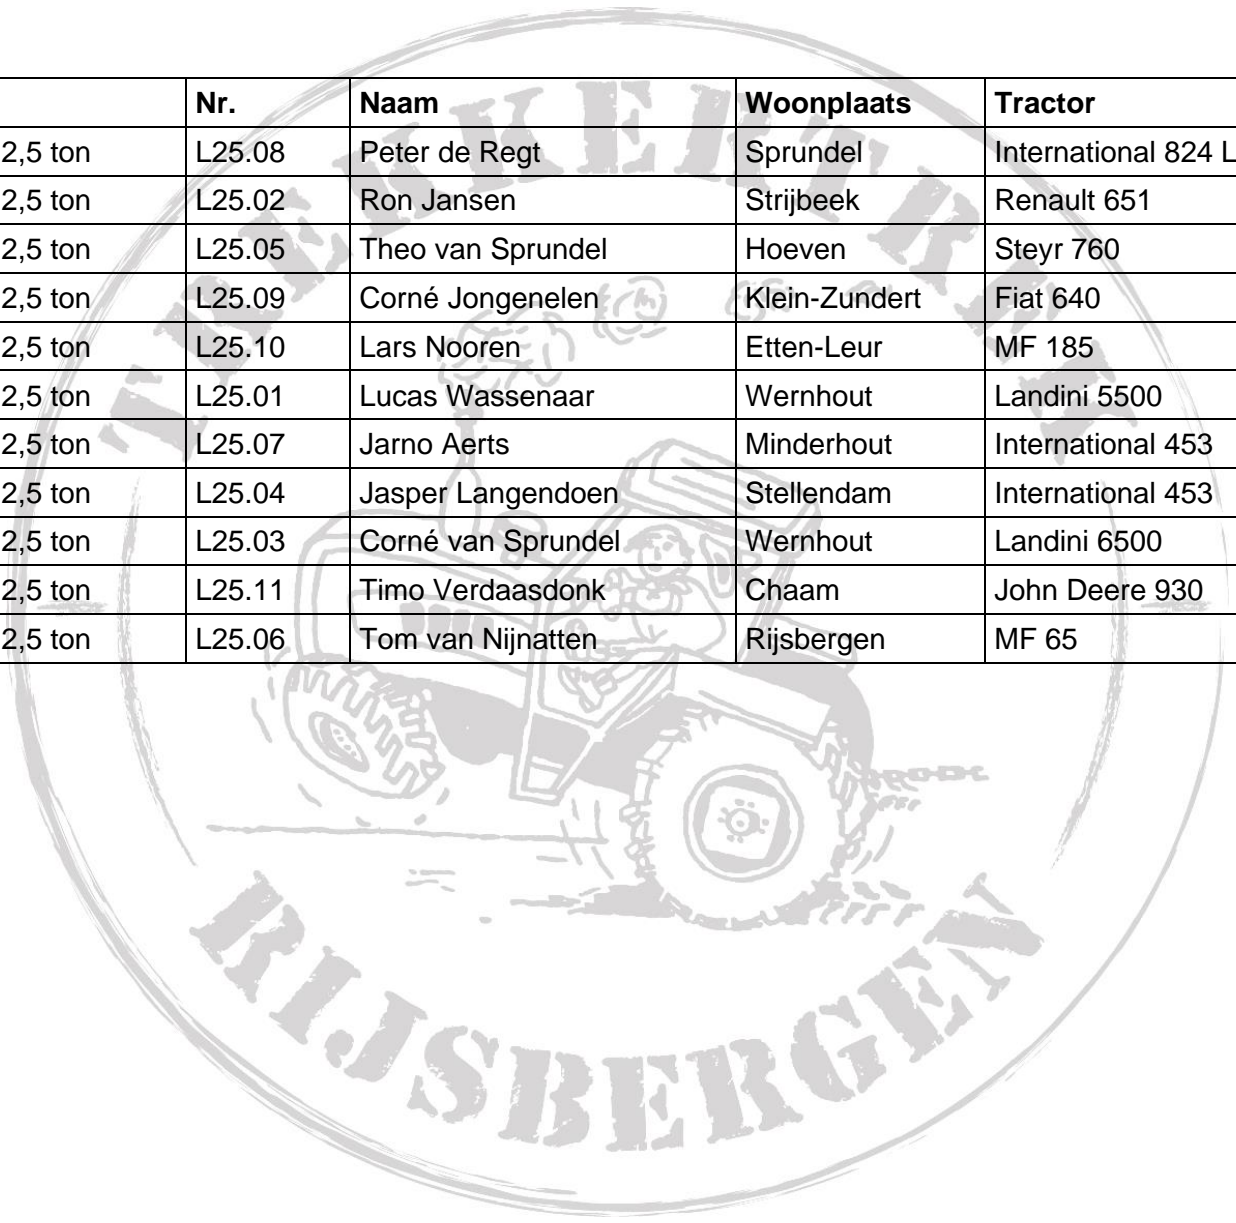 Nr. Naam Woonplaats Tractor
2,5 ton L25.08 Peter de Regt Sprundel International 824 L
2,5 ton L25.02 Ron Jansen Strijbeek Renault 651
2,5 ton L25.05 Theo van Sprundel Hoeven Steyr 760
2,5 ton L25.09 Corné Jongenelen Klein-Zundert Fiat 640
2,5 ton L25.10 Lars Nooren Etten-Leur MF 185
2,5 ton L25.01 Lucas Wassenaar Wernhout Landini 5500
2,5 ton L25.07 Jarno Aerts Minderhout International 453
2,5 ton L25.04 Jasper Langendoen Stellendam International 453
2,5 ton L25.03 Corné van Sprundel Wernhout Landini 6500
2,5 ton L25.11 Timo Verdaasdonk Chaam John Deere 930
2,5 ton L25.06 Tom van Nijnatten Rijsbergen MF 65
TREKKERTREK
RIJSBERGEN